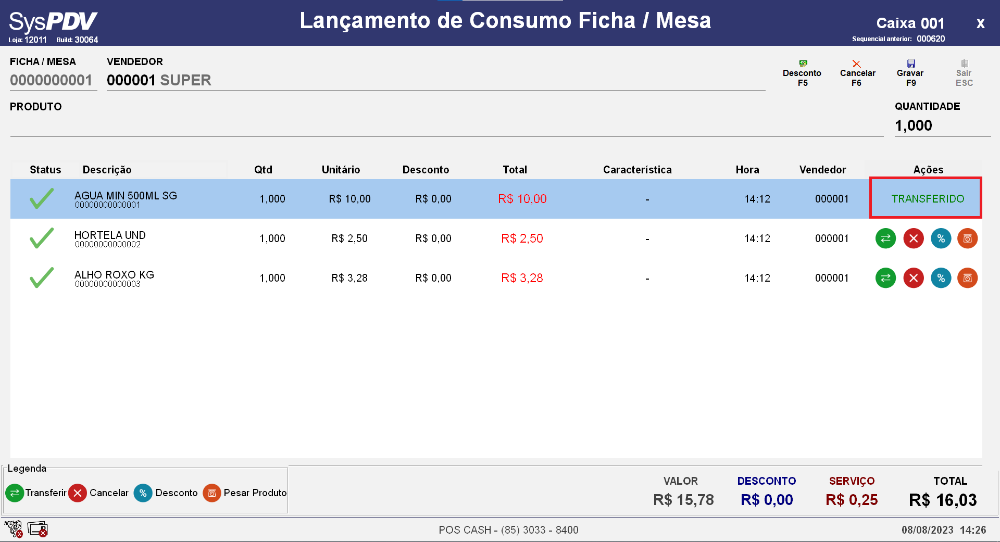 SysPDV
Loja: 12011 Build: 30064
Lançamento de Consumo Ficha / Mesa
Caixa 001
X
Sequencial anterior: 000620
FICHA / MESA
0000000001
VENDEDOR
000001 SUPER
Desconto
F5
Cancelar
F6
Gravar
F9
Sair
ESC
PRODUTO
QUANTIDADE
1,000
Status Descrição Qtd Unitário Desconto Total Característica Hora Vendedor Ações
AGUA MIN 500ML SG 1,000 R$ 10,00 R$ 0,00 R$ 10,00 - 14:12 000001 TRANSFERIDO
00000000000001
HORTELA UND 1,000 R$ 2,50 R$ 0,00 R$ 2,50 - 14:12 000001 %
00000000000002
ALHO ROXO KG 1,000 R$ 3,28 R$ 0,00 R$ 3,28 - 14:12 000001 %
00000000000003
Legenda
Transferir Cancelar % Desconto Pesar Produto
VALOR DESCONTO SERVIÇO TOTAL
R$ 15,78 R$ 0,00 R$ 0,25 R$ 16,03
NFC e
POS CASH - (85) 3033 - 8400
08/08/2023 14:26